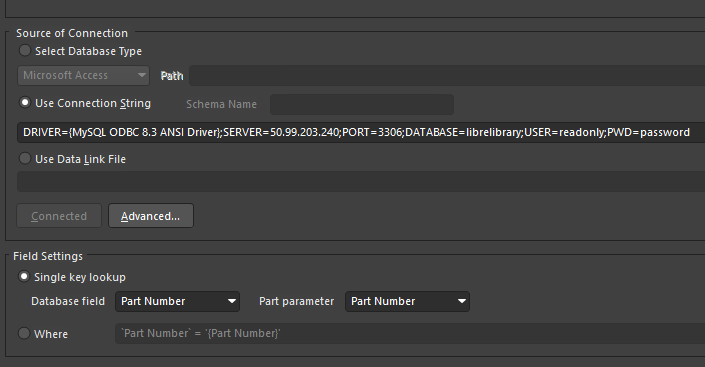 Source of Connection
Select Database Type
Microsoft Access Path
Use Connection String Schema Name
DRIVER={MySQL ODBC 8.3 ANSI Driver};SERVER=50.99.203.240;PORT=3306;DATABASE=librelibrary;USER=readonly;PWD=password
Use Data Link File
Connected Advanced...
Field Settings
Single key lookup
Database field Part Number Part parameter Part Number
Where `Part Number` = '{Part Number}'